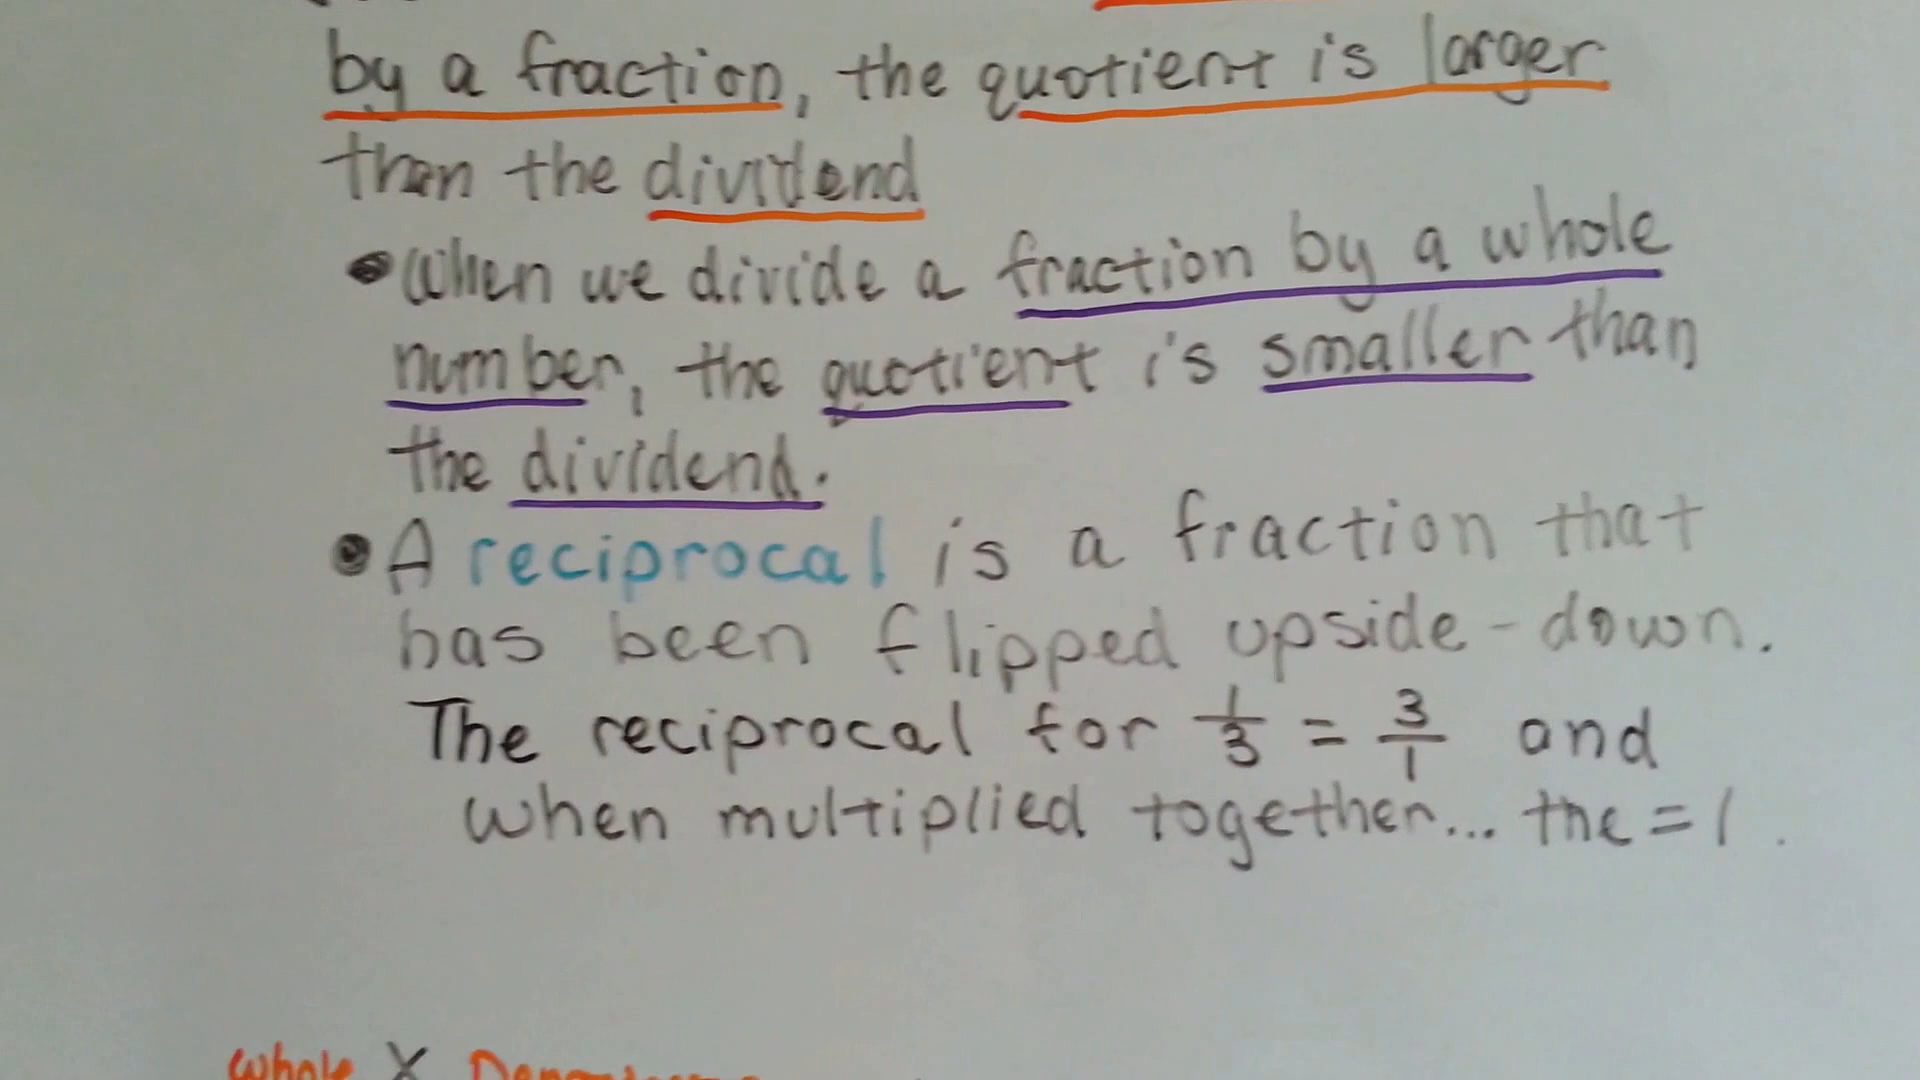 by a fraction, the quotient is larger
than the dividend
• When we divide a fraction by a whole
number, the quotient is smaller than
the dividend.
• A reciprocal is a fraction that
has been flipped upside-down.
The reciprocal for 1/3 = 3/1 and
when multiplied together... the = 1.
Whole X